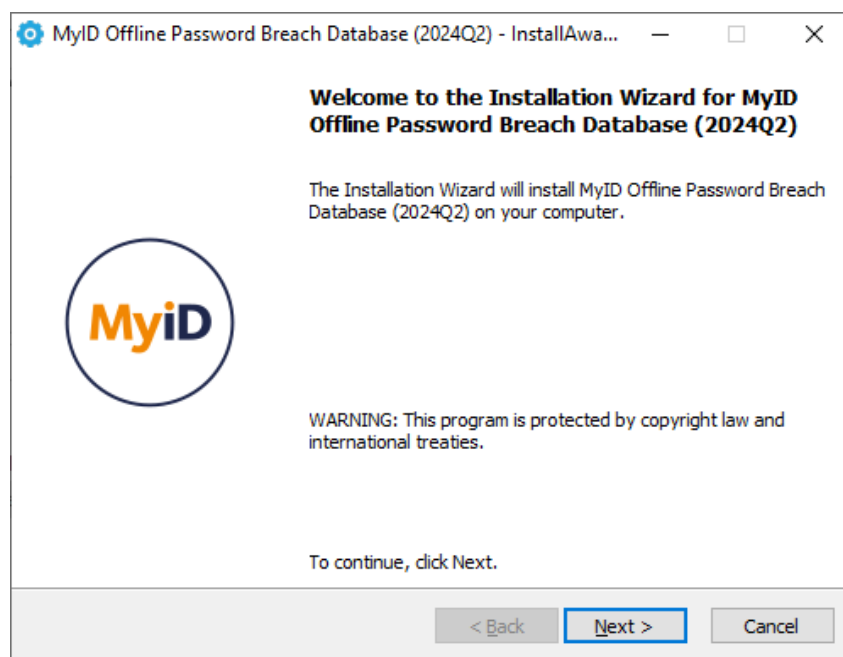 MyID Offline Password Breach Database (2024Q2) - InstallAwa...
Welcome to the Installation Wizard for MyID
Offline Password Breach Database (2024Q2)
The Installation Wizard will install MyID Offline Password Breach
Database (2024Q2) on your computer.
MyiD
WARNING: This program is protected by copyright law and
international treaties.
To continue, click Next.
< Back
Next >
Cancel